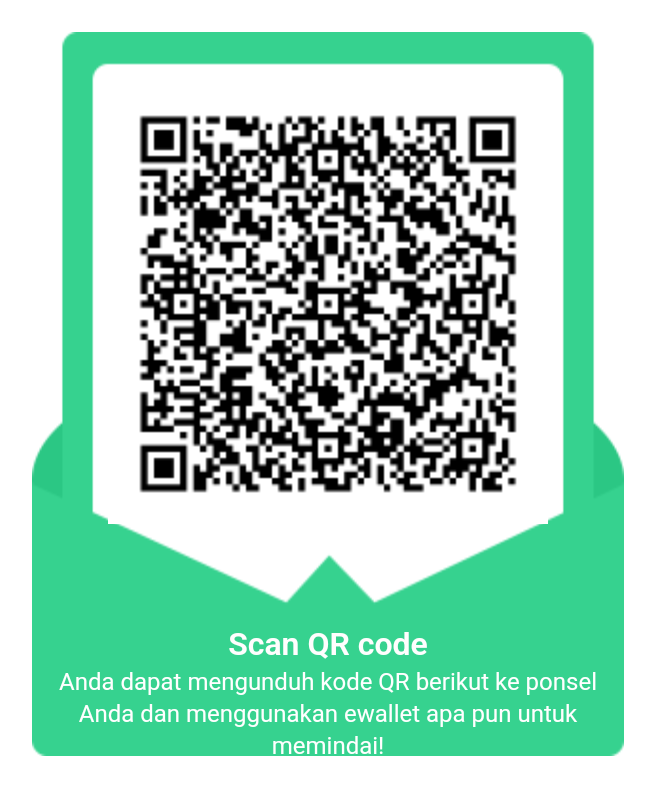 Scan QR code
Anda dapat mengunduh kode QR berikut ke ponsel
Anda dan menggunakan ewallet apa pun untuk
memindai!